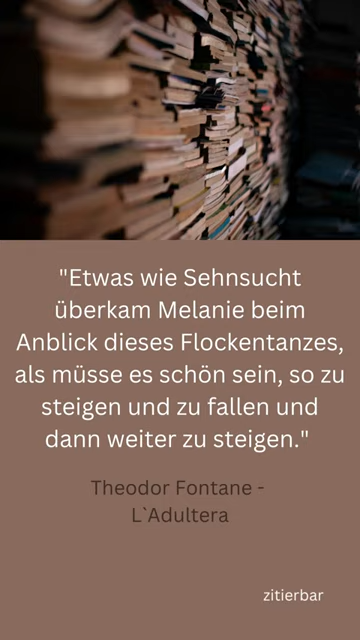 "Etwas wie Sehnsucht
überkam Melanie beim
Anblick dieses Flockentanzes,
als müsse es schön sein, so zu
steigen und zu fallen und
dann weiter zu steigen."
Theodor Fontane -
L`Adultera
zitierbar